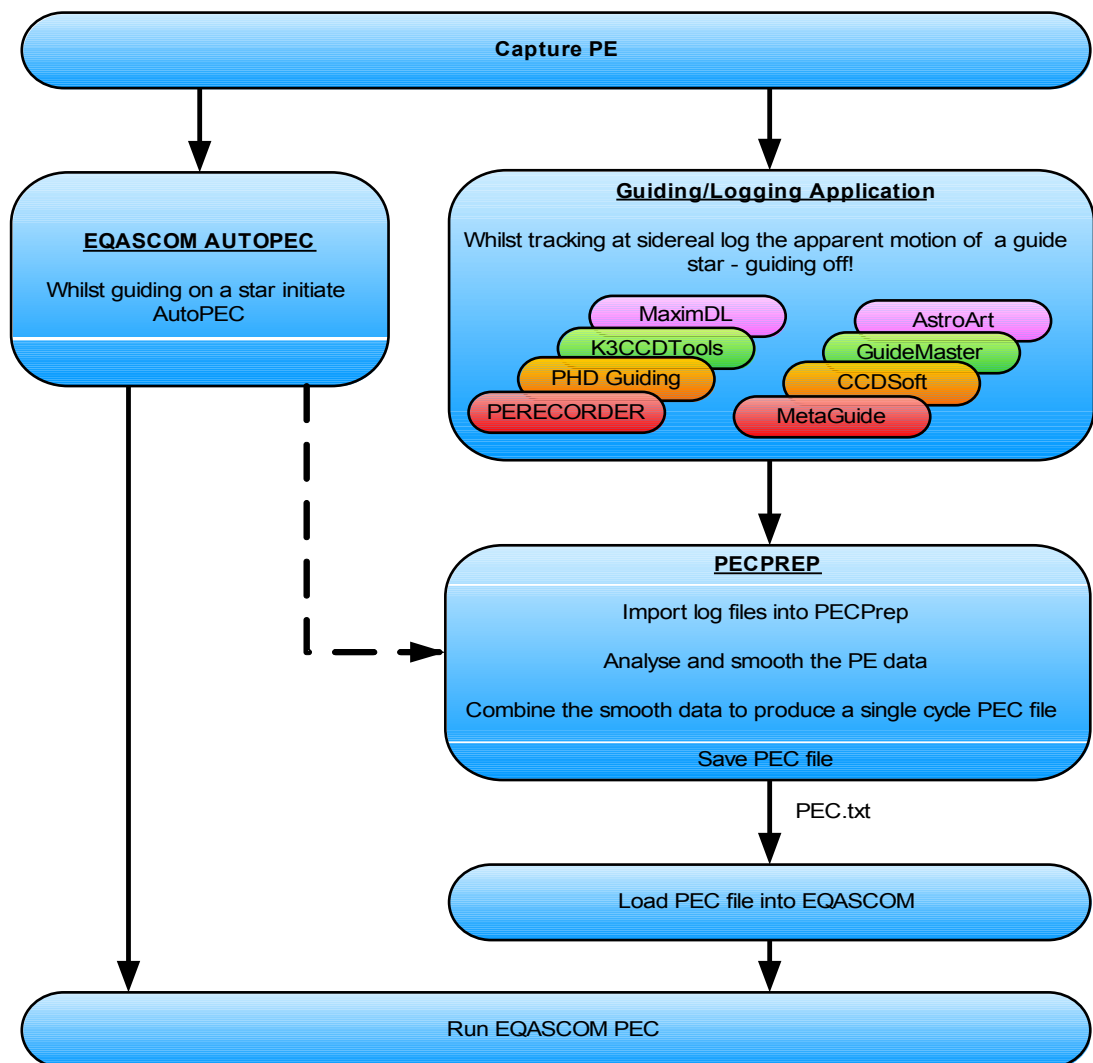 Capture PE
EQASCOM AUTOPEC
Whilst guiding on a star initiate
AutoPEC
Guiding/Logging Application
Whilst tracking at sidereal log the apparent motion of a guide
star - guiding off!
MaximDL
K3CCDTools
PHD Guiding
PERECORDER
AstroArt
GuideMaster
CCDSoft
MetaGuide
PECPREP
Import log files into PECPrep
Analyse and smooth the PE data
Combine the smooth data to produce a single cycle PEC file
Save PEC file
PEC.txt
Load PEC file into EQASCOM
Run EQASCOM PEC